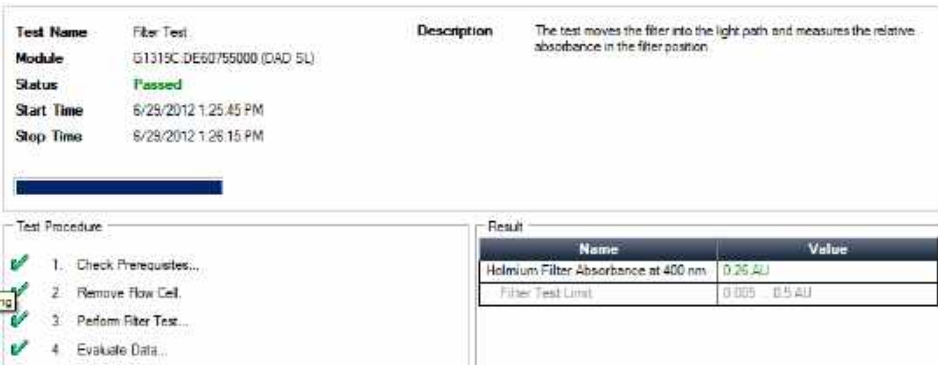 Test Name Filter Test
Description The test moves the filter into the light path and measures the relative
absorbance in the filter position
Module G1315C:DE60755000 (DAD SL)
Status Passed
Start Time 6/29/2012 1:25:45 PM
Stop Time 6/29/2012 1:26:15 PM
Test Procedure
1. Check Prerequisites...
2. Remove Flow Cell.
3. Perform Filter Test...
4. Evaluate Data...
ng
Result
Name Value
Holmium Filter Absorbance at 400 nm 0.26 AU
Filter Test Limit 0.005 ... 0.5 AU